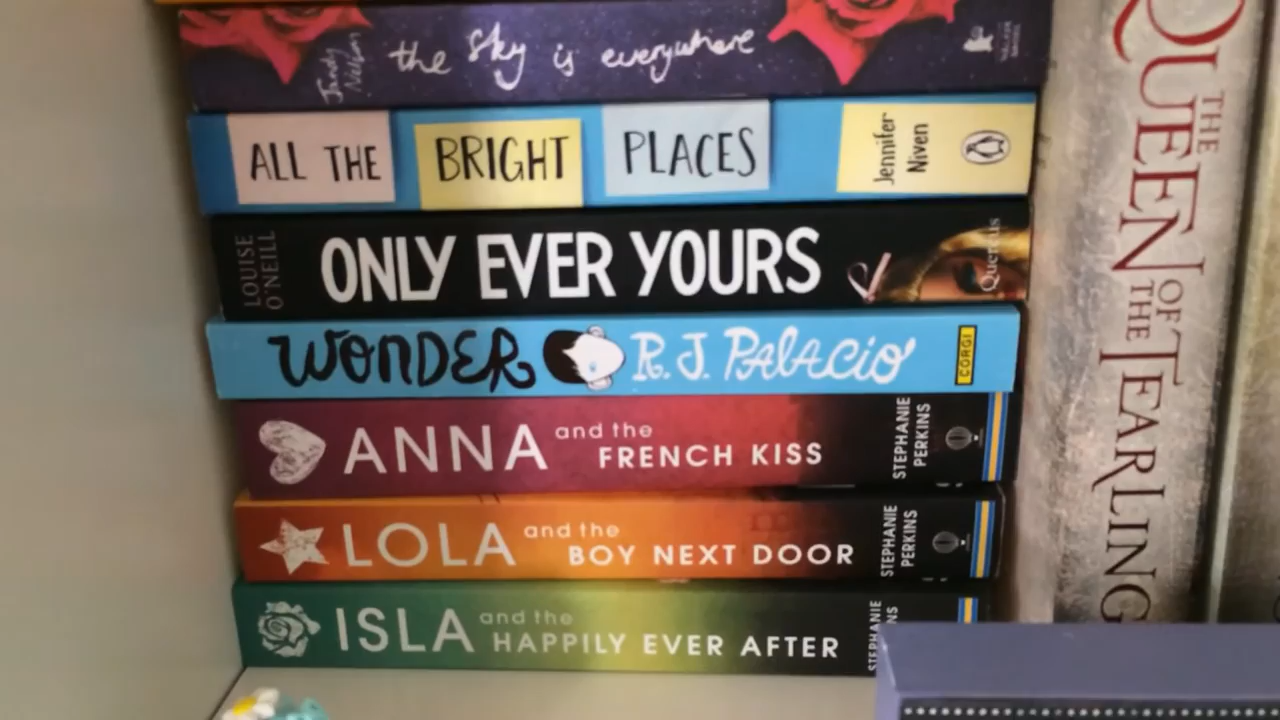 Jandy Nelson
the sky is everywhere
ALL THE BRIGHT PLACES
Jennifer Niven
LOUISE O'NEILL
ONLY EVER YOURS
Quercus
WONDER R.J. PALACIO
CORGI
ANNA and the FRENCH KISS
STEPHANIE PERKINS
LOLA and the BOY NEXT DOOR
STEPHANIE PERKINS
ISLA and the HAPPILY EVER AFTER
STEPHANIE
THE QUEEN OF THE TEARLING